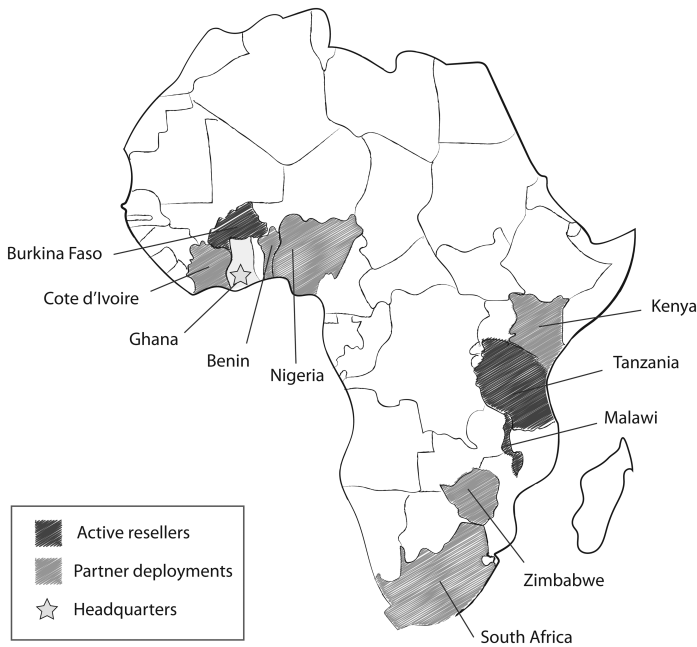 Burkina Faso
Cote d’Ivoire
Ghana
Benin
Nigeria
Kenya
Tanzania
Malawi
Zimbabwe
South Africa
Active resellers
Partner deployments
Headquarters